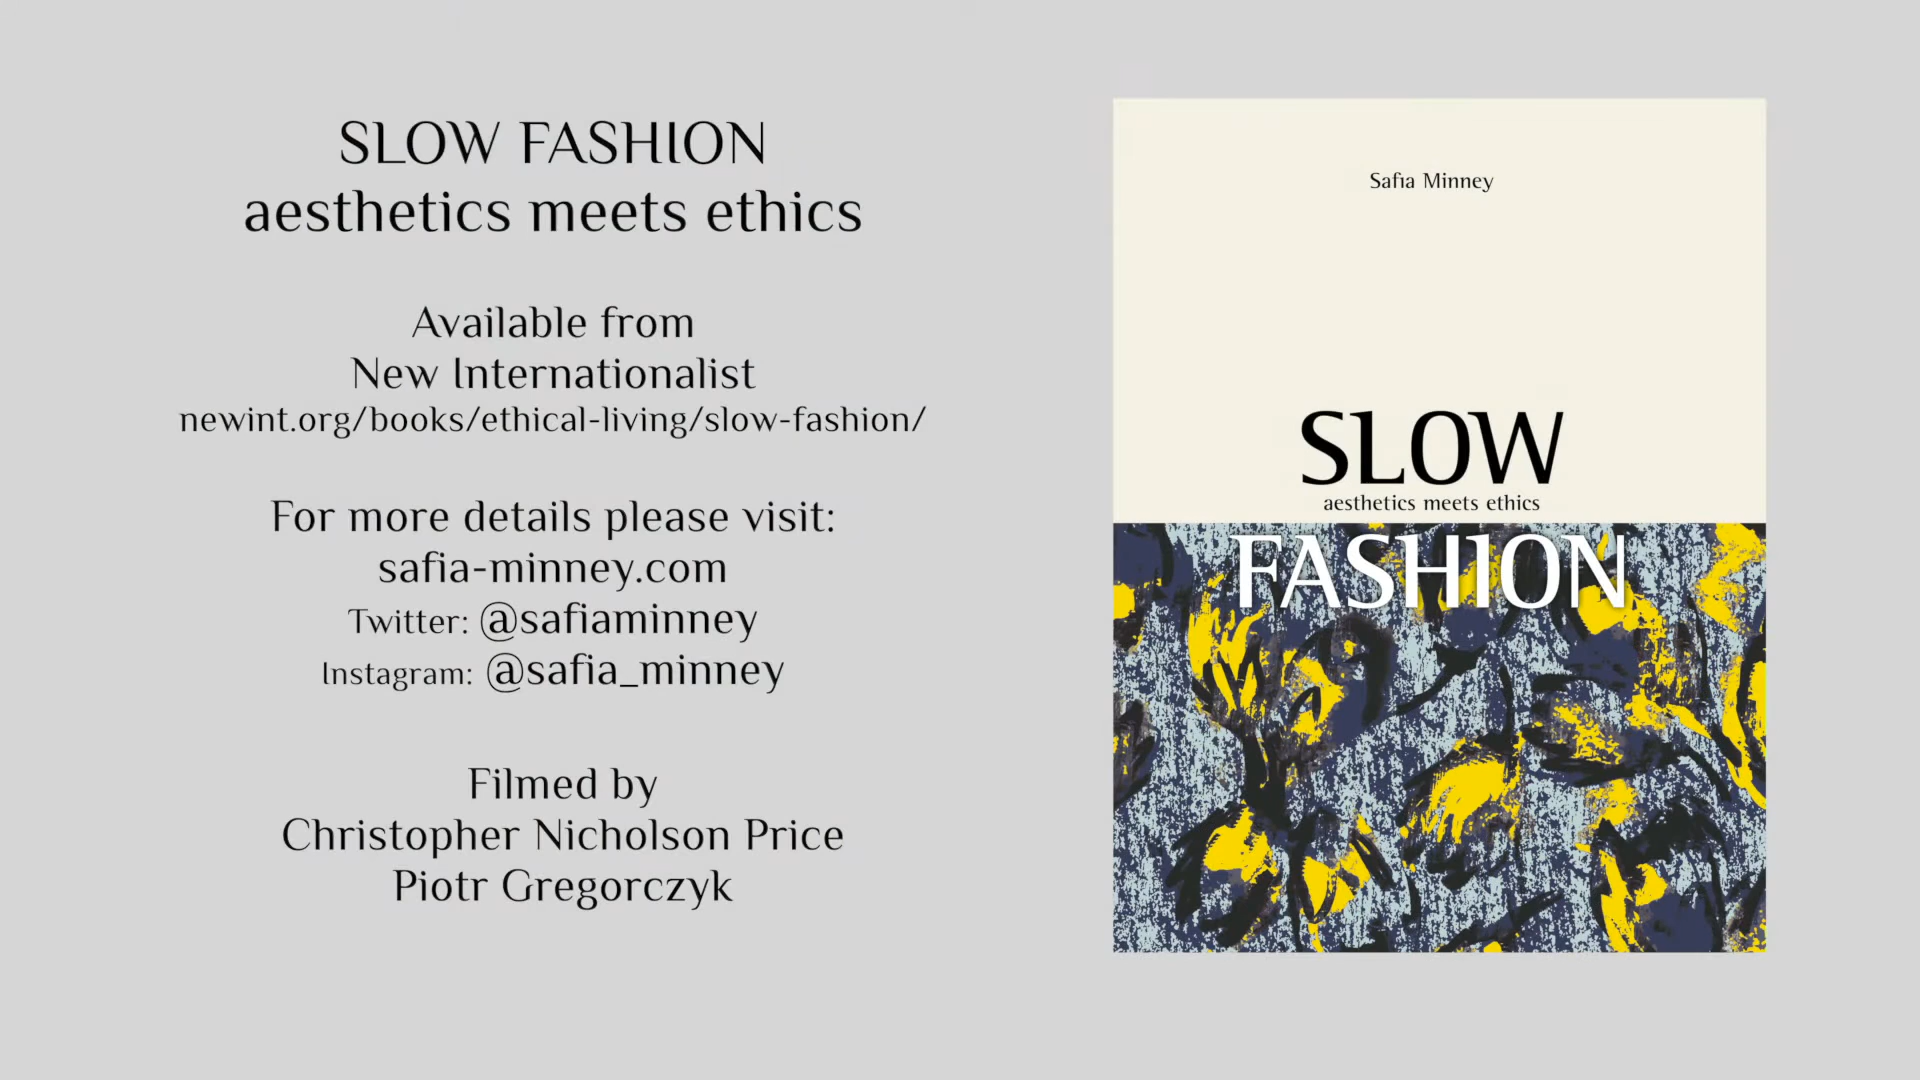 SLOW FASHION
aesthetics meets ethics
Available from
New Internationalist
newint.org/books/ethical-living/slow-fashion/
For more details please visit:
safia-minney.com
Twitter: @safiaminney
Instagram: @safia_minney
Filmed by
Christopher Nicholson Price
Piotr Gregorczyk
Safia Minney
SLOW
aesthetics meets ethics
FASHION